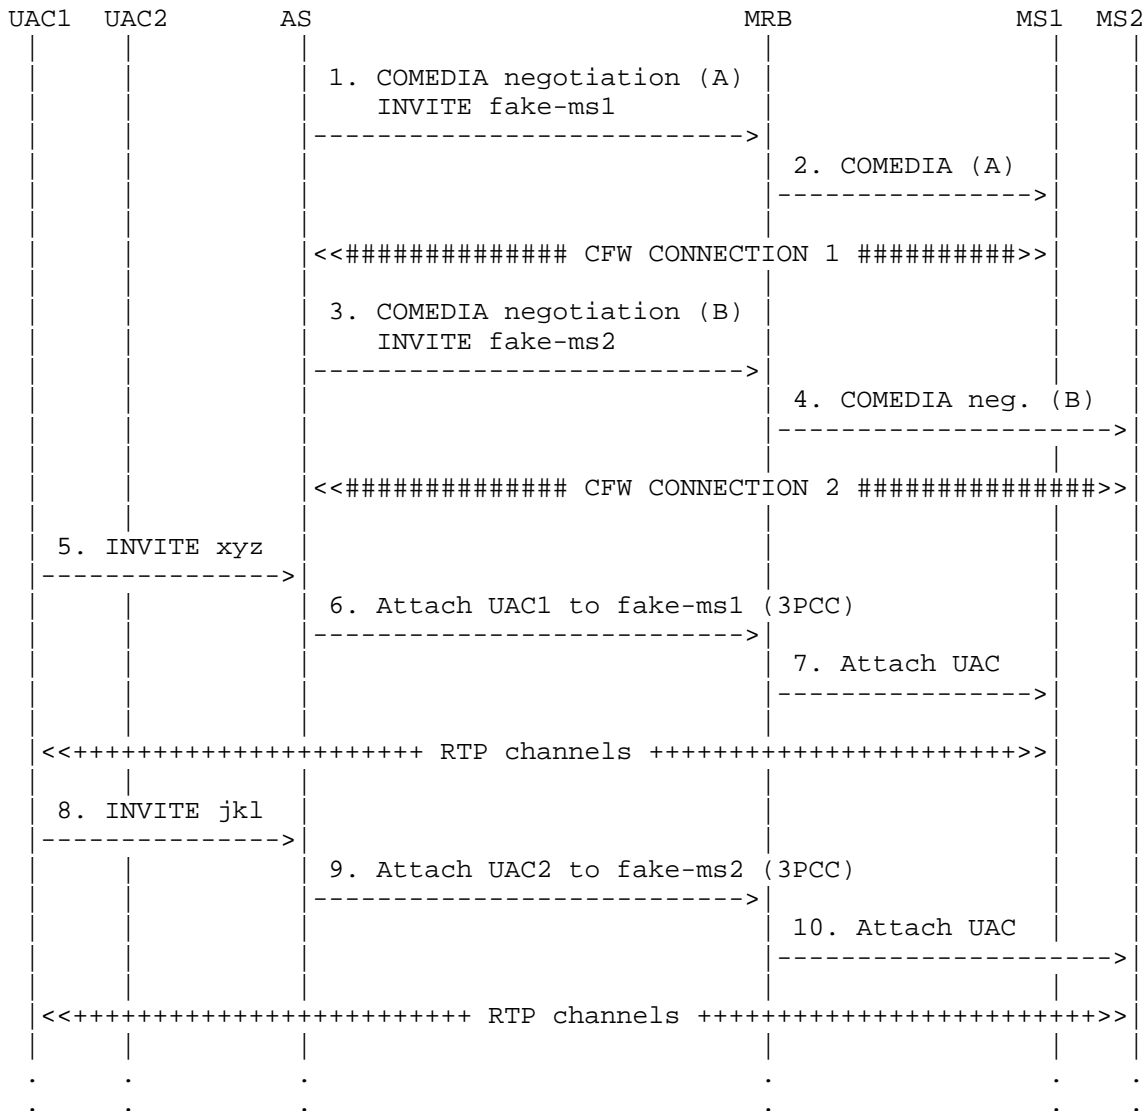 UAC1 UAC2 AS MRB MS1 MS2
1. COMEDIA negotiation (A)
INVITE fake-ms1
2. COMEDIA (A)
CFW CONNECTION 1
3. COMEDIA negotiation (B)
INVITE fake-ms2
4. COMEDIA neg. (B)
CFW CONNECTION 2
5. INVITE xyz
6. Attach UAC1 to fake-ms1 (3PCC)
7. Attach UAC
RTP channels
8. INVITE jkl
9. Attach UAC2 to fake-ms2 (3PCC)
10. Attach UAC
RTP channels